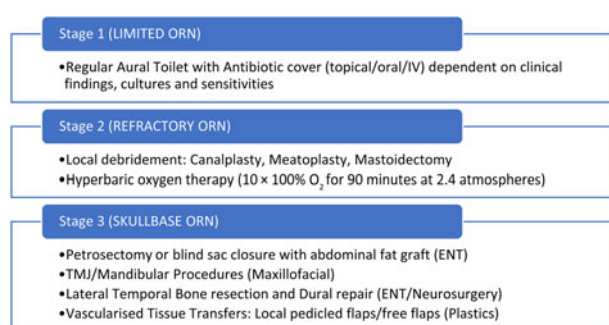 Stage 1 (LIMITED ORN)
•Regular Aural Toilet with Antibiotic cover (topical/oral/IV) dependent on clinical
findings, cultures and sensitivities
Stage 2 (REFRACTORY ORN)
•Local debridement: Canalplasty, Meatoplasty, Mastoidectomy
•Hyperbaric oxygen therapy (10 × 100% O₂ for 90 minutes at 2.4 atmospheres)
Stage 3 (SKULLBASE ORN)
•Petrosectomy or blind sac closure with abdominal fat graft (ENT)
•TMJ/Mandibular Procedures (Maxillofacial)
•Lateral Temporal Bone resection and Dural repair (ENT/Neurosurgery)
•Vascularised Tissue Transfers: Local pedicled flaps/free flaps (Plastics)